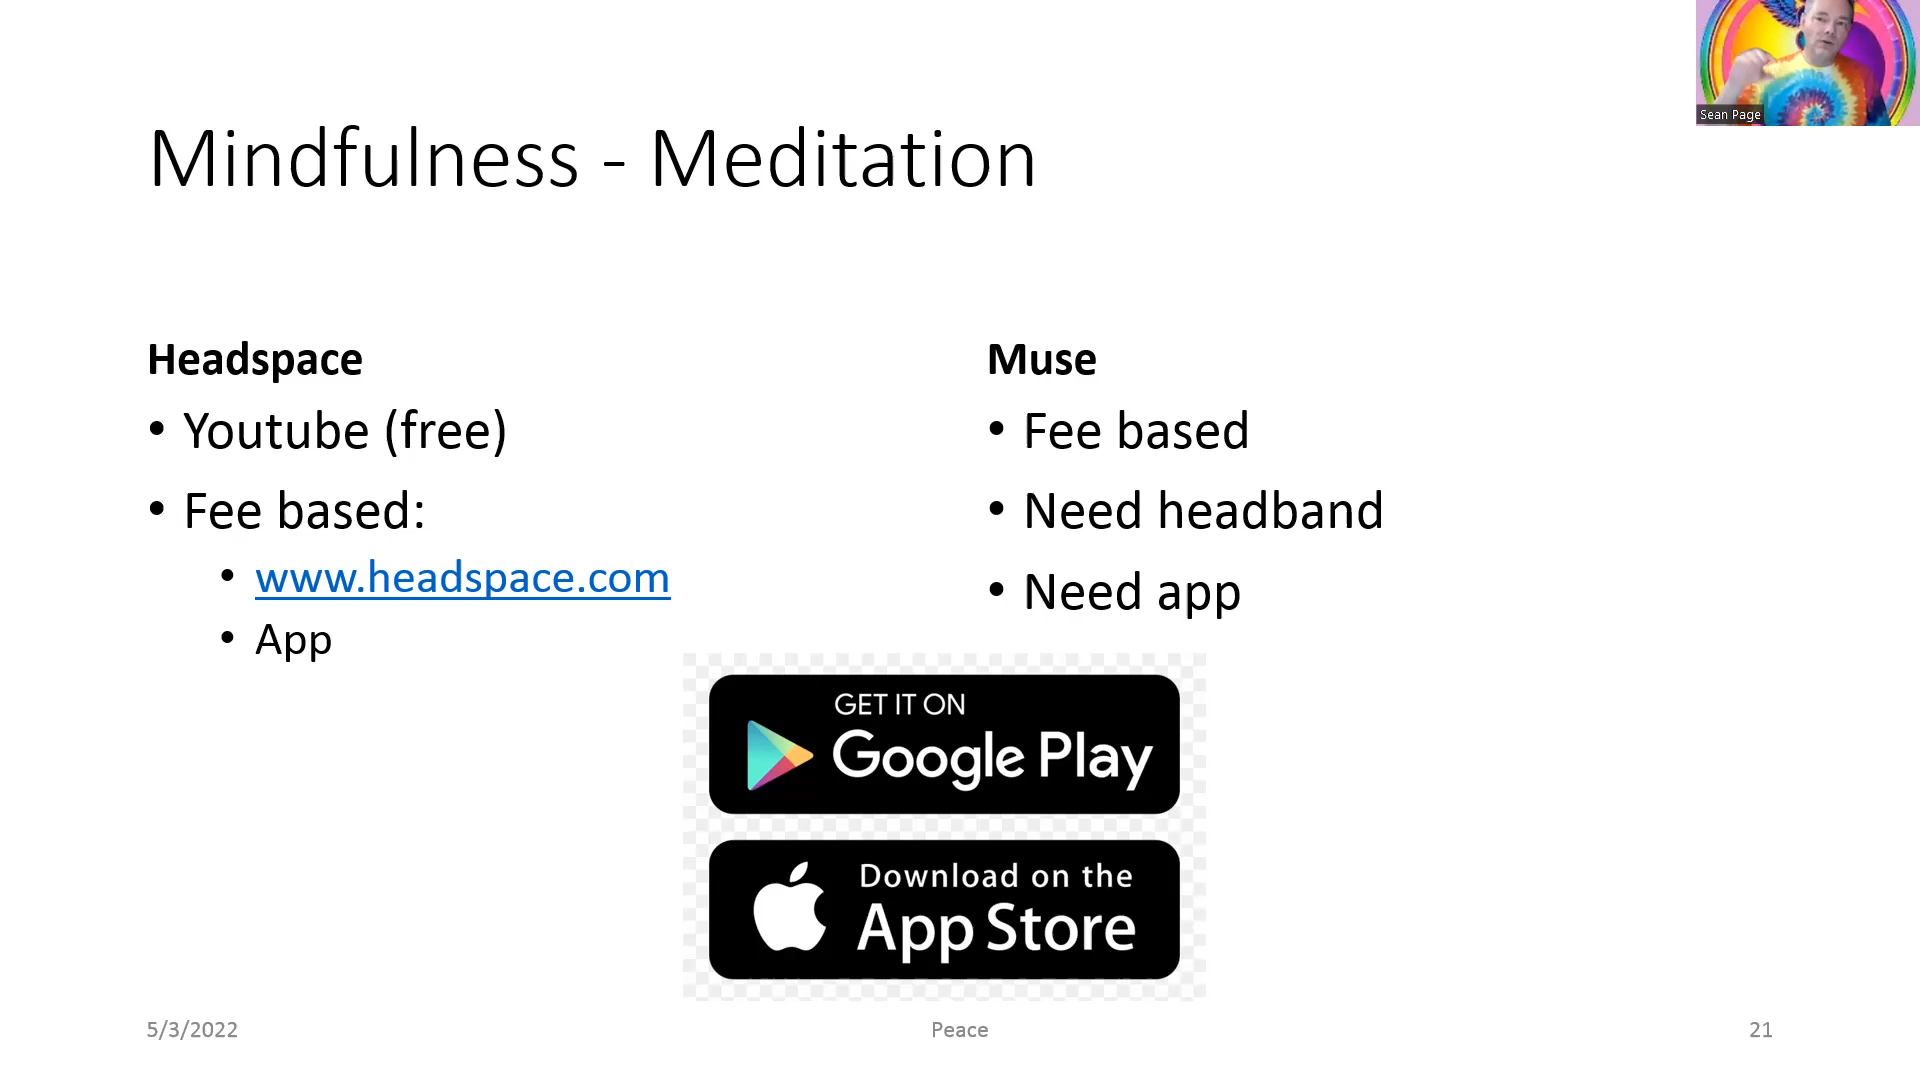 Sean Page
Mindfulness - Meditation
Headspace
• Youtube (free)
• Fee based:
• www.headspace.com
• App
Muse
• Fee based
• Need headband
• Need app
GET IT ON
Google Play
Download on the
App Store
5/3/2022
Peace
21